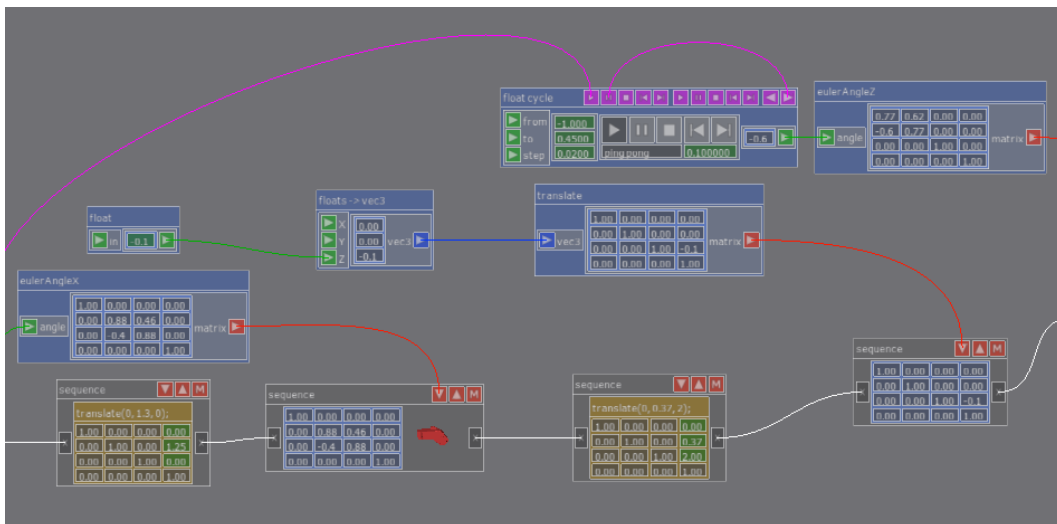 float cycle
from -1.000
to 0.4500
step 0.0200
ping pong 0.100000
-0.6
eulerAngleZ
angle
0.77 0.62 0.00 0.00
-0.6 0.77 0.00 0.00
0.00 0.00 1.00 0.00
0.00 0.00 0.00 1.00
matrix
float
in -0.1
floats -> vec3
X 0.00
Y 0.00
Z -0.1
vec3
translate
vec3
1.00 0.00 0.00 0.00
0.00 1.00 0.00 0.00
0.00 0.00 1.00 -0.1
0.00 0.00 0.00 1.00
matrix
eulerAngleX
angle
1.00 0.00 0.00 0.00
0.00 0.88 0.46 0.00
0.00 -0.4 0.88 0.00
0.00 0.00 0.00 1.00
matrix
sequence
translate(0, 1.3, 0);
1.00 0.00 0.00 0.00
0.00 1.00 0.00 1.25
0.00 0.00 1.00 0.00
0.00 0.00 0.00 1.00
sequence
V M
1.00 0.00 0.00 0.00
0.00 0.88 0.46 0.00
0.00 -0.4 0.88 0.00
0.00 0.00 0.00 1.00
sequence
M
translate(0, 0.37, 2);
1.00 0.00 0.00 0.00
0.00 1.00 0.00 0.37
0.00 0.00 1.00 2.00
0.00 0.00 0.00 1.00
sequence
V M
1.00 0.00 0.00 0.00
0.00 1.00 0.00 0.00
0.00 0.00 1.00 -0.1
0.00 0.00 0.00 1.00